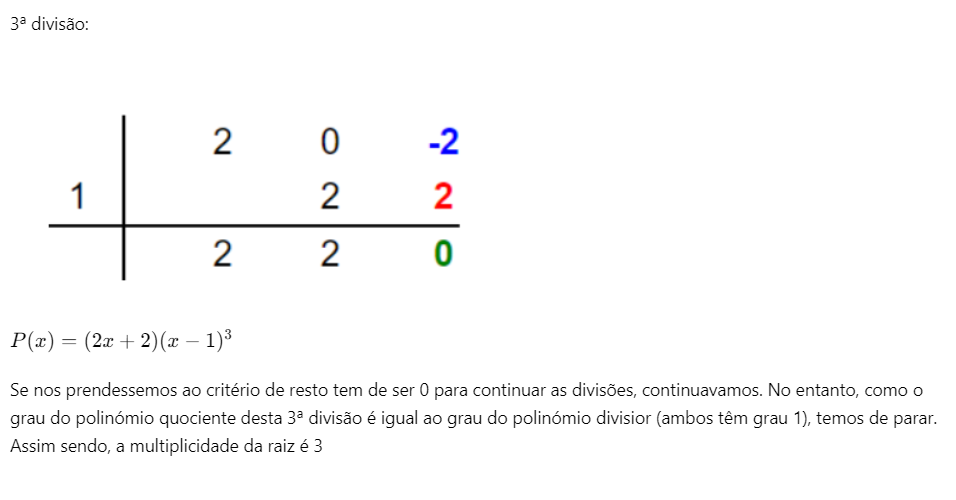 3ª divisão:
2 0 -2
1 2 2
2 2 0
P(x) = (2x + 2)(x − 1)³
Se nos prendessemos ao critério de resto tem de ser 0 para continuar as divisões, continuavamos. No entanto, como o
grau do polinómio quociente desta 3ª divisão é igual ao grau do polinómio divisior (ambos têm grau 1), temos de parar.
Assim sendo, a multiplicidade da raiz é 3